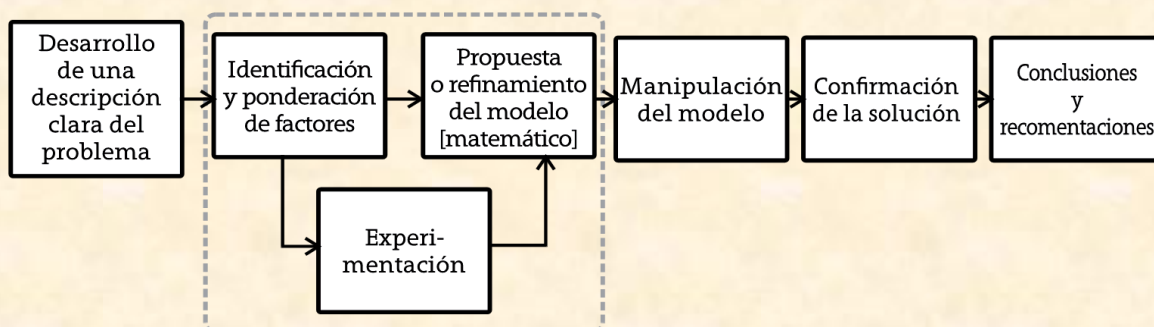 Desarrollo
de una
descripción
clara del
problema
Identificación
y ponderación
de factores
Propuesta
o refinamiento
del modelo
[matemático]
Manipulación
del modelo
Confirmación
de la solución
Conclusiones
y
recomentaciones
Experi-
mentación